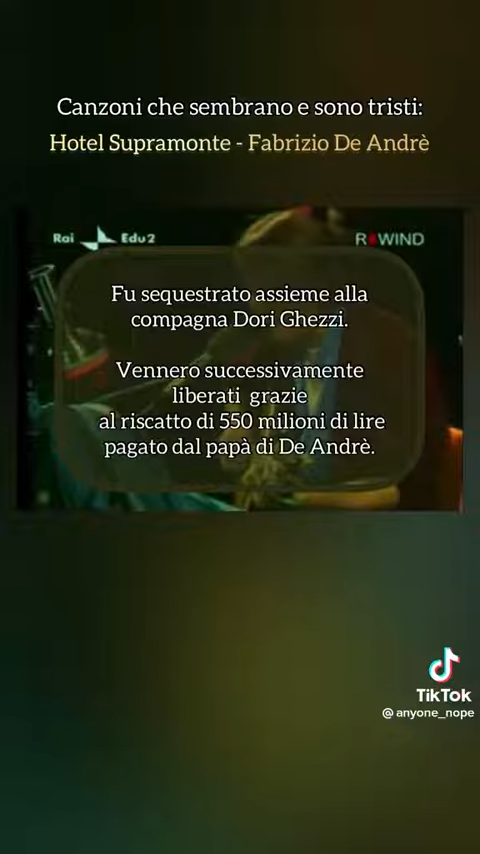 Canzoni che sembrano e sono tristi:
Hotel Supramonte - Fabrizio De Andrè
Rai Edu2
REWIND
Fu sequestrato assieme alla
compagna Dori Ghezzi.
Vennero successivamente
liberati grazie
al riscatto di 550 milioni di lire
pagato dal papà di De Andrè.
TikTok
@anyone_nope